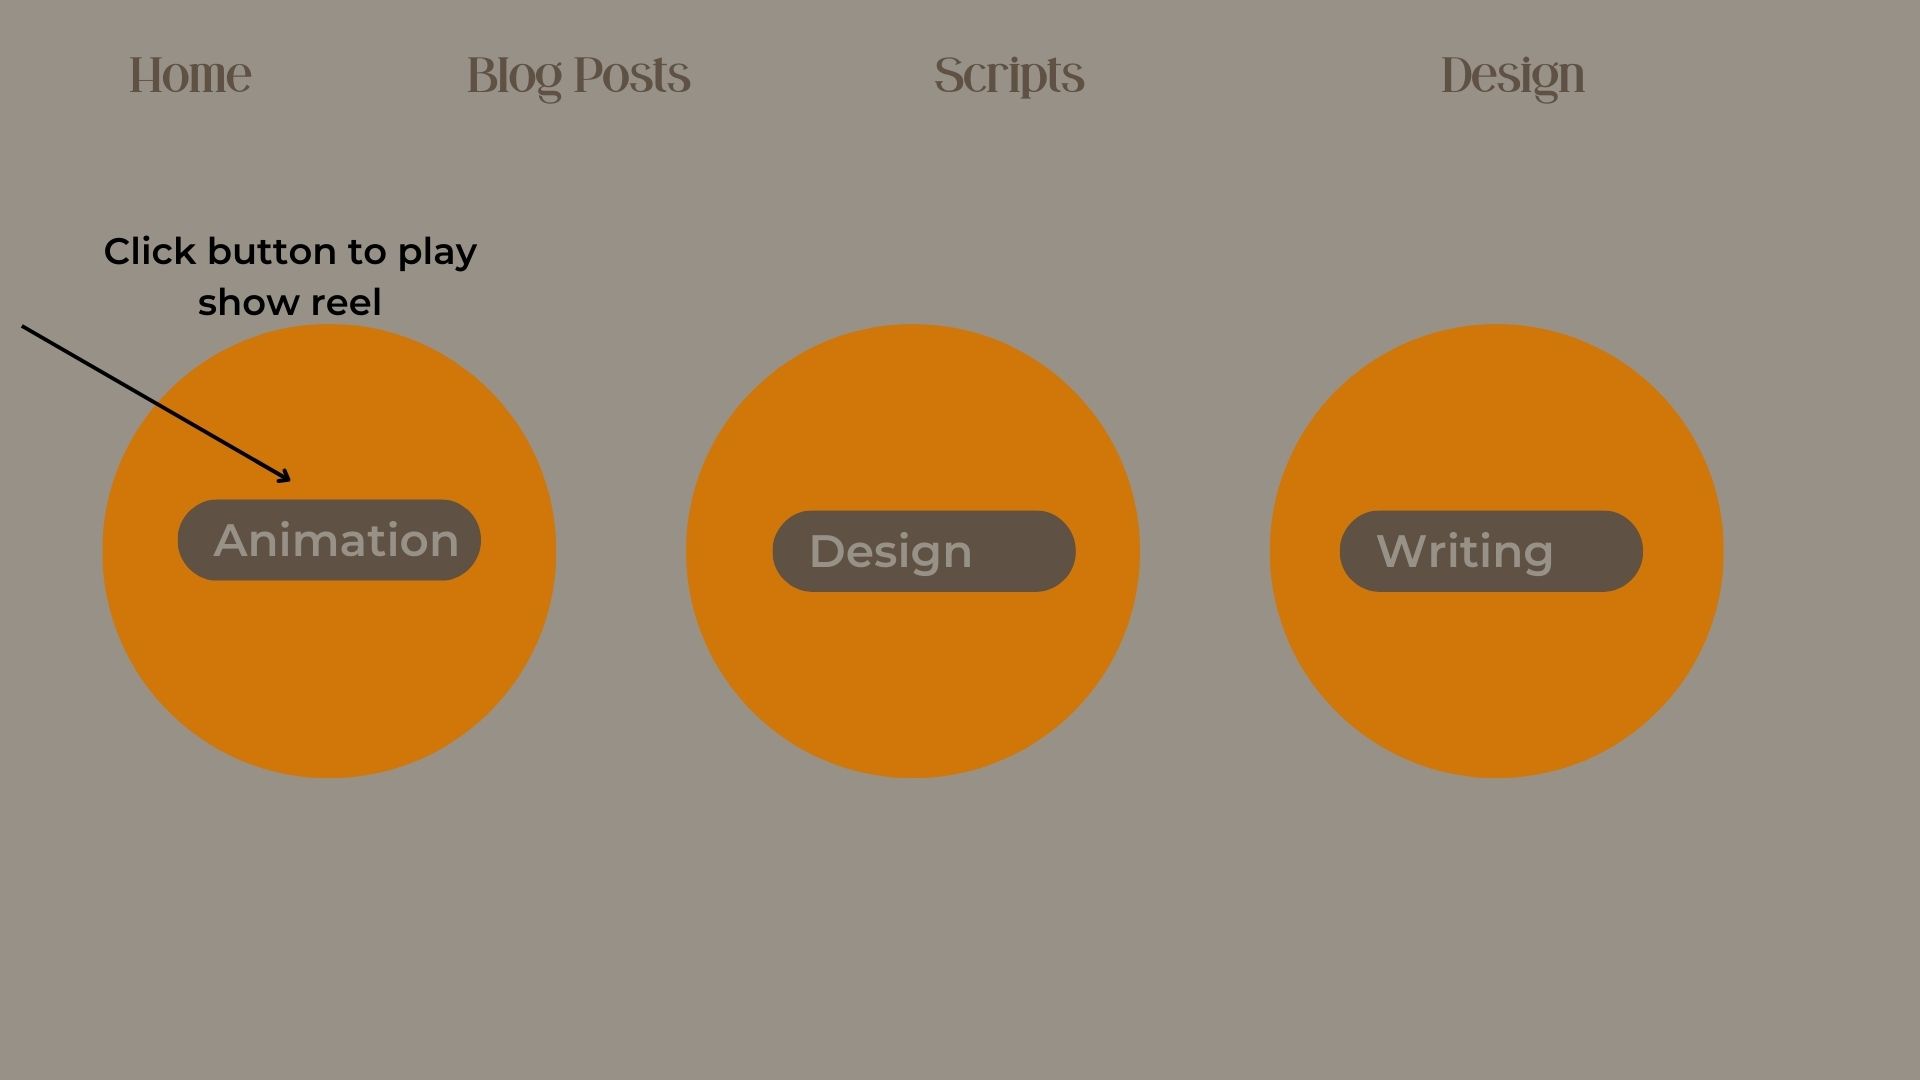 Home Blog Posts Scripts Design
Click button to play
show reel
Animation
Design
Writing